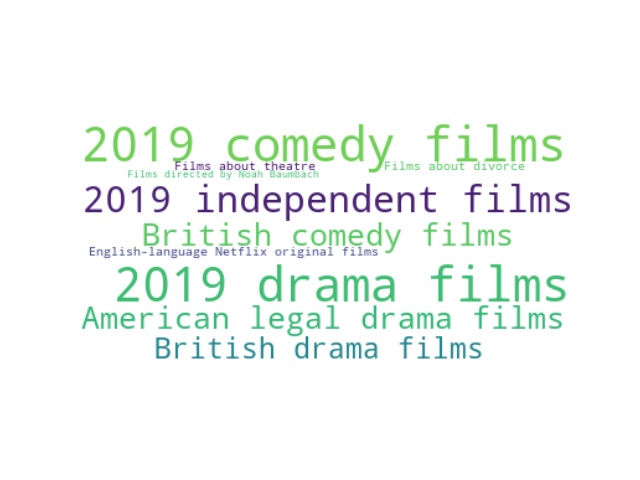 2019 comedy films
Films about theatre
Films about divorce
Films directed by Noah Baumbach
2019 independent films
British comedy films
English-language Netflix original films
2019 drama films
American legal drama films
British drama films